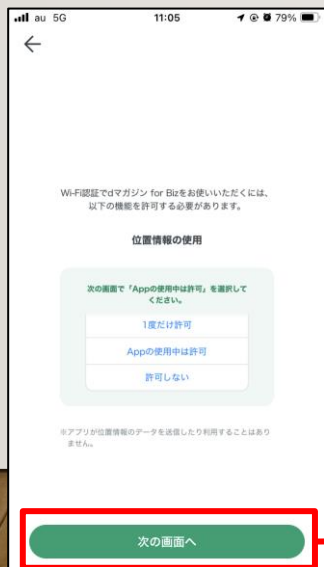 au 5G 11:05 79%
Wi-Fi認証でdマガジン for Bizをお使いいただくには、
以下の機能を許可する必要があります。
位置情報の使用
次の画面で「Appの使用中は許可」を選択して
ください。
1度だけ許可
Appの使用中は許可
許可しない
※アプリが位置情報のデータを送信したり利用することはあり
ません。
次の画面へ